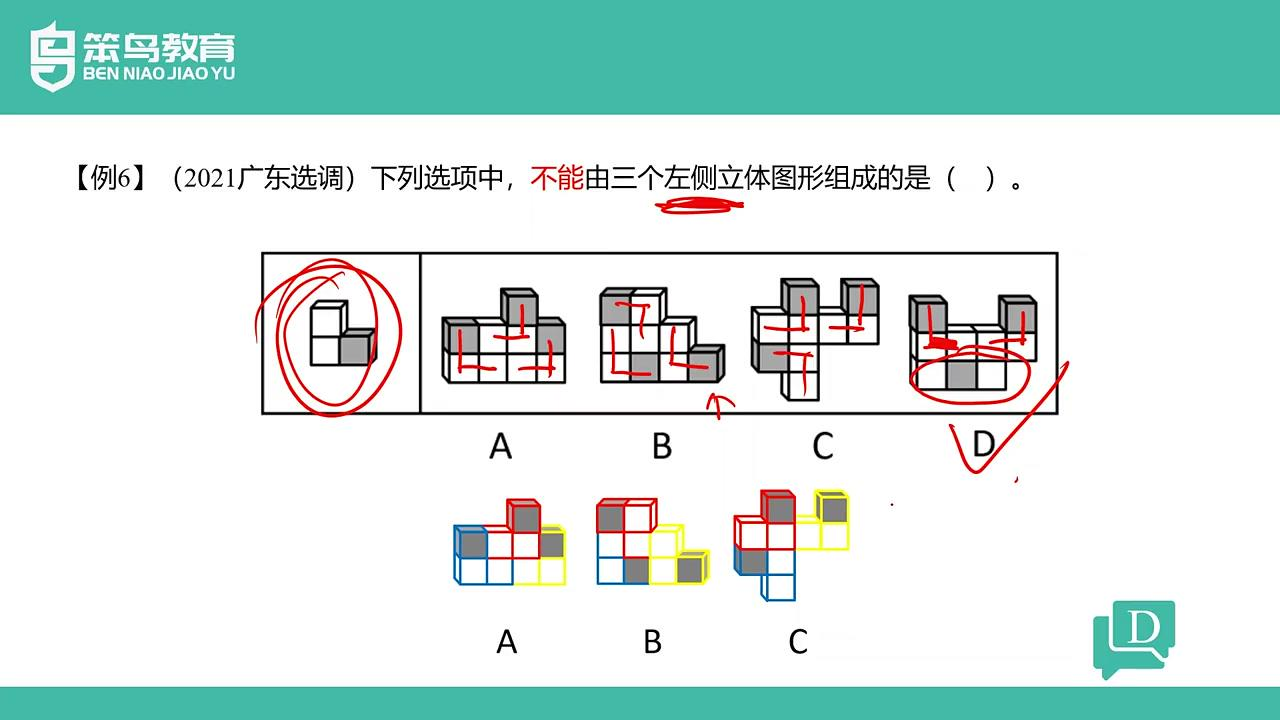 笨鸟教育
BEN NIAO JIAO YU
【例6】（2021广东选调）下列选项中，不能由三个左侧立体图形组成的是（ ）。
A B C D
A B C
D